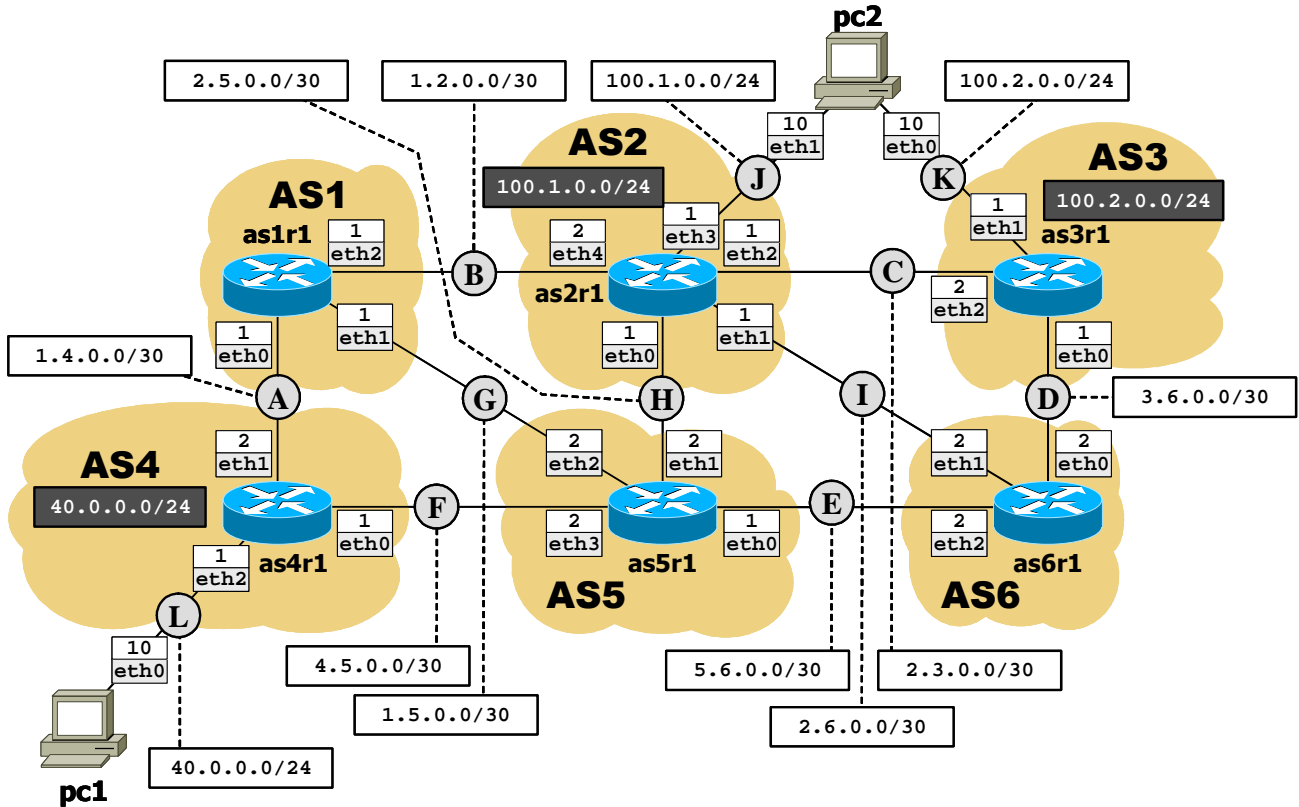 pc2
2.5.0.0/30
1.2.0.0/30
100.1.0.0/24
100.2.0.0/24
10
eth1
10
eth0
AS2
AS3
J
K
100.1.0.0/24
100.2.0.0/24
AS1
1
eth3
1
eth1
as1r1
1
eth2
2
eth4
1
eth2
as3r1
B
C
as2r1
2
eth2
1
eth0
1
eth1
1
eth0
1
eth1
1
eth0
1.4.0.0/30
A
G
H
I
D
3.6.0.0/30
AS4
2
eth1
2
eth2
2
eth1
2
eth1
2
eth0
40.0.0.0/24
F
E
1
eth0
2
eth3
1
eth0
2
eth2
as4r1
as5r1
as6r1
1
eth2
AS5
AS6
L
10
eth0
4.5.0.0/30
5.6.0.0/30
2.3.0.0/30
1.5.0.0/30
2.6.0.0/30
40.0.0.0/24
pc1